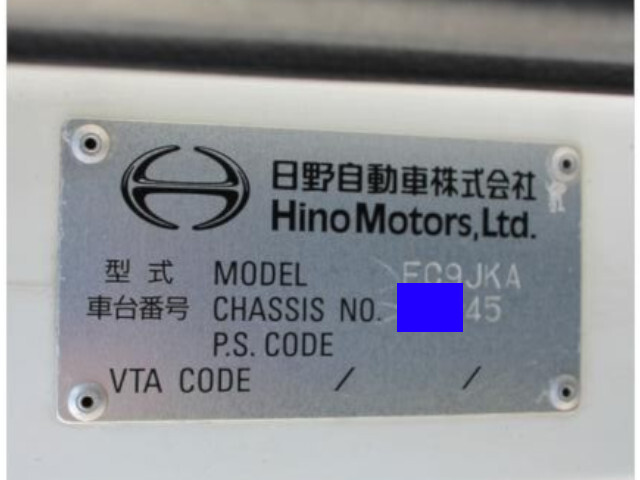 日野自動車株式会社
Hino Motors, Ltd.
型式 MODEL FC9JKA
車台番号 CHASSIS NO. 45
P.S. CODE
VTA CODE / /